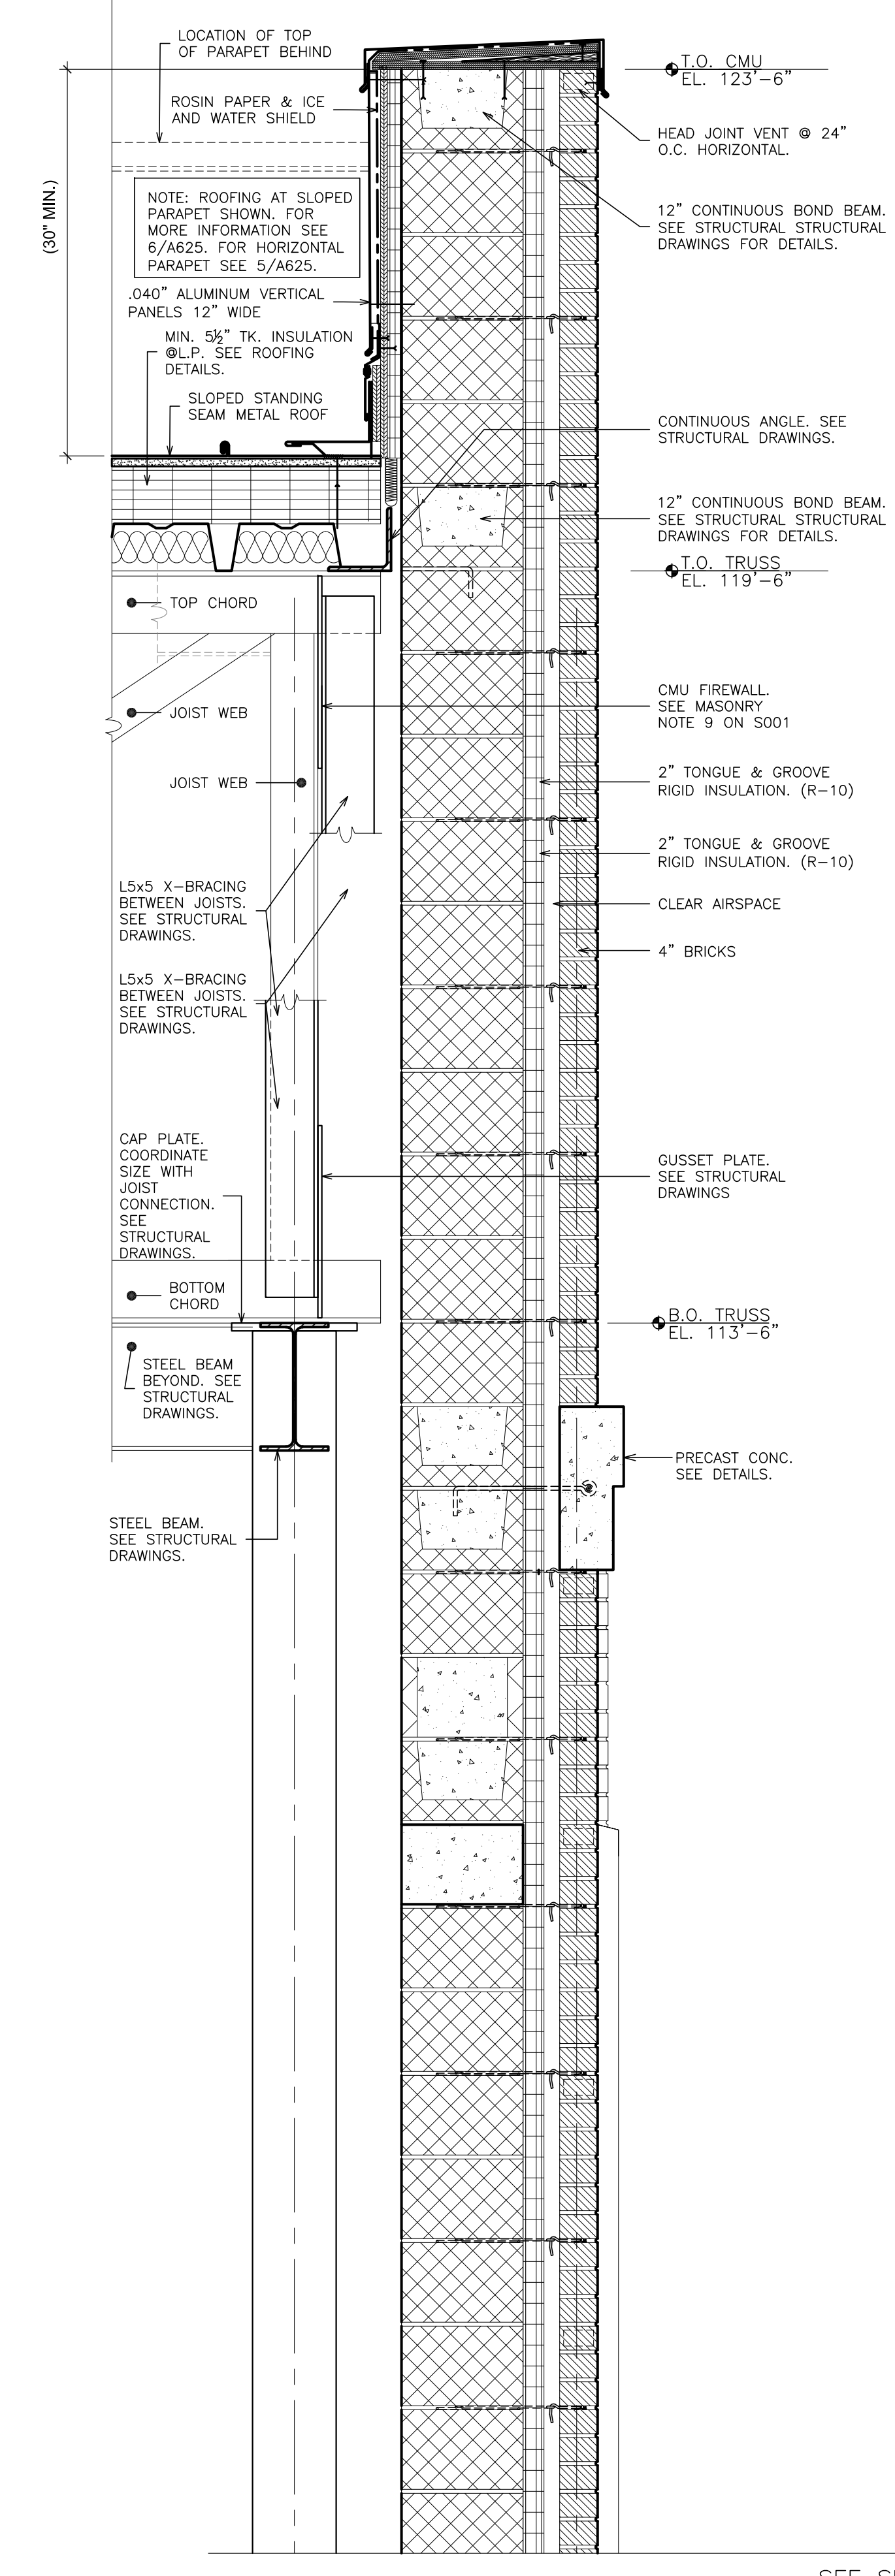 LOCATION OF TOP
OF PARAPET BEHIND
ROSIN PAPER & ICE
AND WATER SHIELD
(30" MIN.)
NOTE: ROOFING AT SLOPED
PARAPET SHOWN. FOR
MORE INFORMATION SEE
6/A625. FOR HORIZONTAL
PARAPET SEE 5/A625.
.040" ALUMINUM VERTICAL
PANELS 12" WIDE
MIN. 5½" TK. INSULATION
@L.P. SEE ROOFING
DETAILS.
SLOPED STANDING
SEAM METAL ROOF
TOP CHORD
JOIST WEB
JOIST WEB
L5x5 X-BRACING
BETWEEN JOISTS.
SEE STRUCTURAL
DRAWINGS.
L5x5 X-BRACING
BETWEEN JOISTS.
SEE STRUCTURAL
DRAWINGS.
CAP PLATE.
COORDINATE
SIZE WITH
JOIST
CONNECTION.
SEE
STRUCTURAL
DRAWINGS.
BOTTOM
CHORD
STEEL BEAM
BEYOND. SEE
STRUCTURAL
DRAWINGS.
STEEL BEAM.
SEE STRUCTURAL
DRAWINGS.
T.O. CMU
EL. 123'-6"
HEAD JOINT VENT @ 24"
O.C. HORIZONTAL.
12" CONTINUOUS BOND BEAM.
SEE STRUCTURAL STRUCTURAL
DRAWINGS FOR DETAILS.
CONTINUOUS ANGLE. SEE
STRUCTURAL DRAWINGS.
12" CONTINUOUS BOND BEAM.
SEE STRUCTURAL STRUCTURAL
DRAWINGS FOR DETAILS.
T.O. TRUSS
EL. 119'-6"
CMU FIREWALL.
SEE MASONRY
NOTE 9 ON S001
2" TONGUE & GROOVE
RIGID INSULATION. (R-10)
2" TONGUE & GROOVE
RIGID INSULATION. (R-10)
CLEAR AIRSPACE
4" BRICKS
GUSSET PLATE.
SEE STRUCTURAL
DRAWINGS
B.O. TRUSS
EL. 113'-6"
PRECAST CONC.
SEE DETAILS.